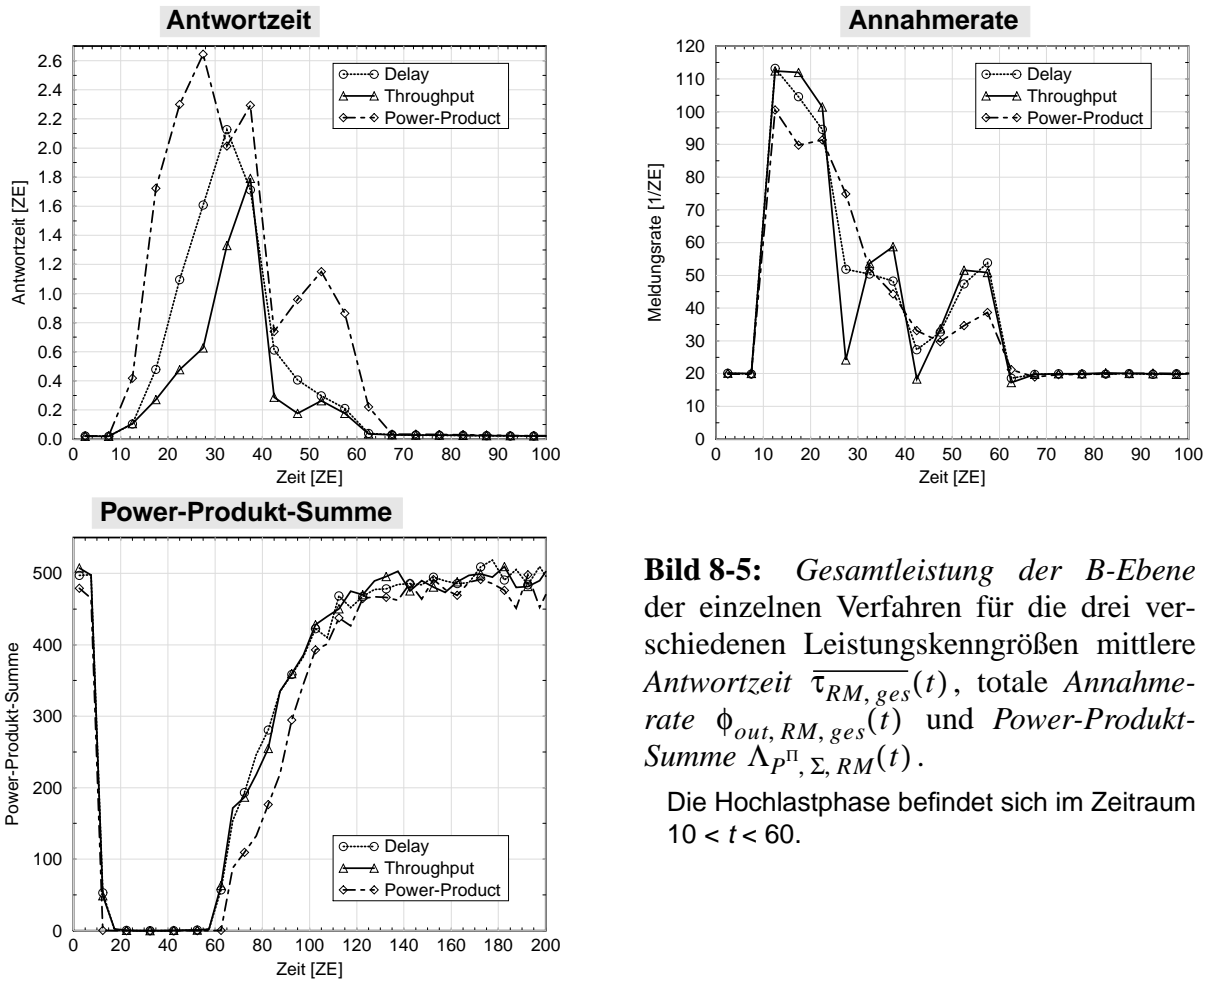 Antwortzeit
Antwortzeit [ZE]
2.6
2.4
2.2
2.0
1.8
1.6
1.4
1.2
1.0
0.8
0.6
0.4
0.2
0.0
Delay
Throughput
Power-Product
0 10 20 30 40 50 60 70 80 90 100
Zeit [ZE]
Annahmerate
Meldungsrate [1/ZE]
120
110
100
90
80
70
60
50
40
30
20
10
0
Delay
Throughput
Power-Product
0 10 20 30 40 50 60 70 80 90 100
Zeit [ZE]
Power-Produkt-Summe
Power-Produkt-Summe
500
400
300
200
100
0
Delay
Throughput
Power-Product
0 20 40 60 80 100 120 140 160 180 200
Zeit [ZE]
Bild 8-5: Gesamtleistung der B-Ebene
der einzelnen Verfahren für die drei ver-
schiedenen Leistungskenngrößen mittlere
Antwortzeit τ_RM, ges(t), totale Annahme-
rate ϕ_out, RM, ges(t) und Power-Produkt-
Summe Λ_P^Π, Σ, RM(t).
Die Hochlastphase befindet sich im Zeitraum
10 < t < 60.